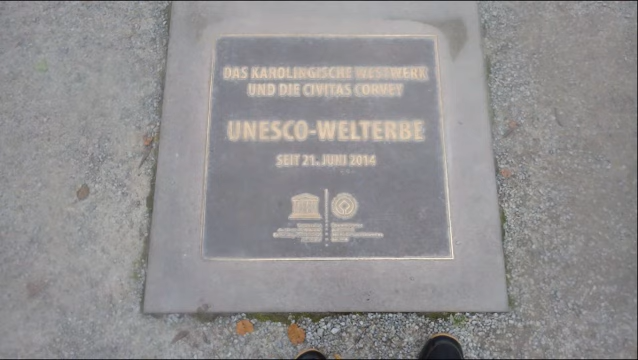 DAS KAROLINGISCHE WESTWERK
UND DIE CIVITAS CORVEY
UNESCO-WELTERBE
SEIT 21. JUNI 2014